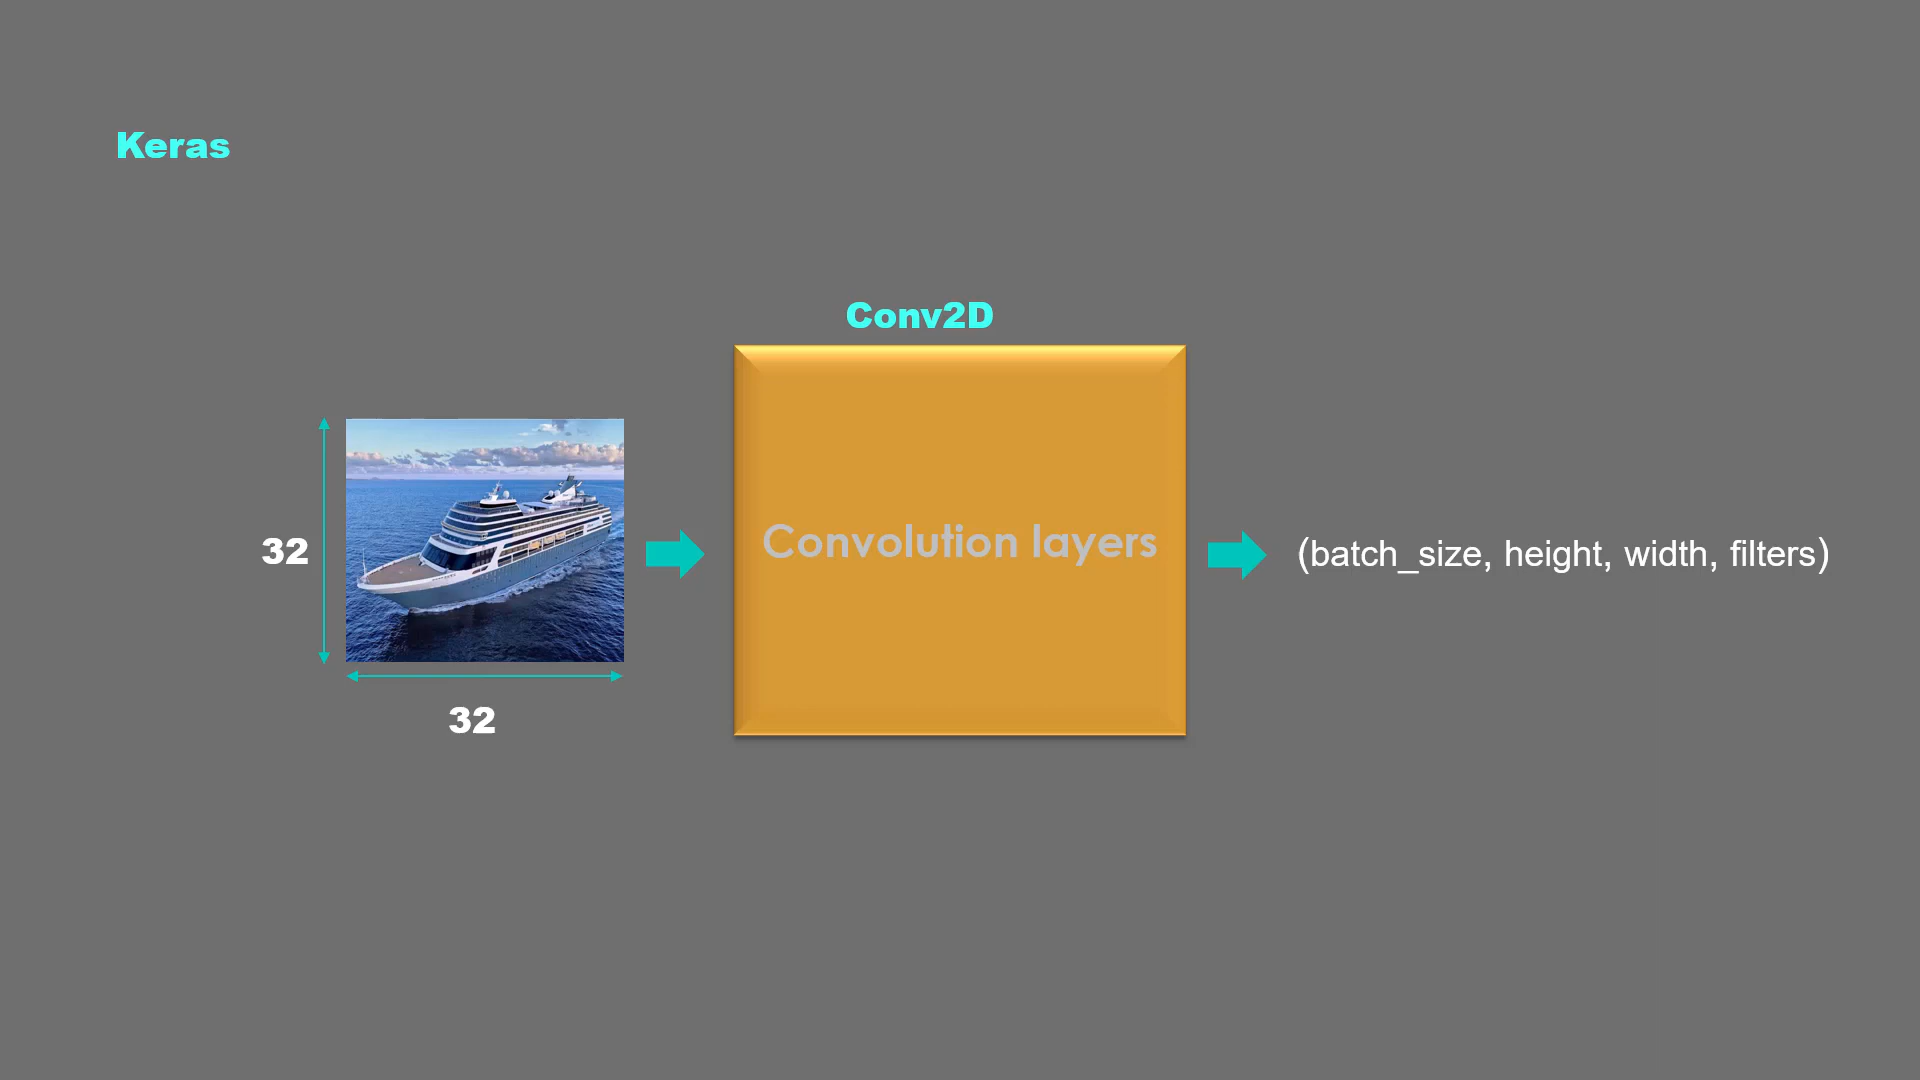 Keras
Conv2D
32
Convolution layers
(batch_size, height, width, filters)
32